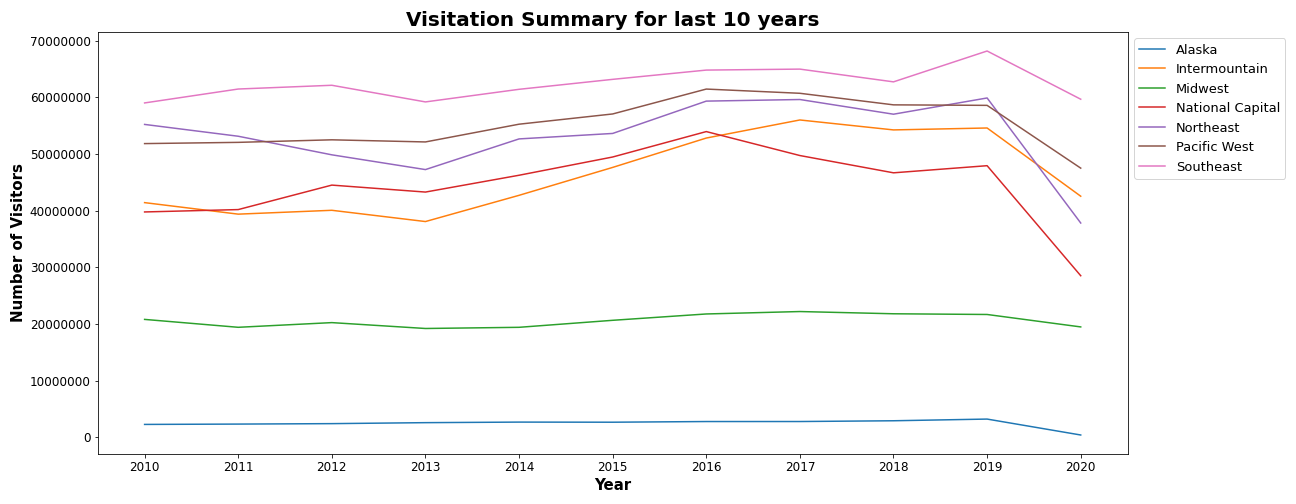 Visitation Summary for last 10 years
70000000
60000000
50000000
40000000
30000000
20000000
10000000
0
Number of Visitors
2010 2011 2012 2013 2014 2015 2016 2017 2018 2019 2020
Year
Alaska
Intermountain
Midwest
National Capital
Northeast
Pacific West
Southeast